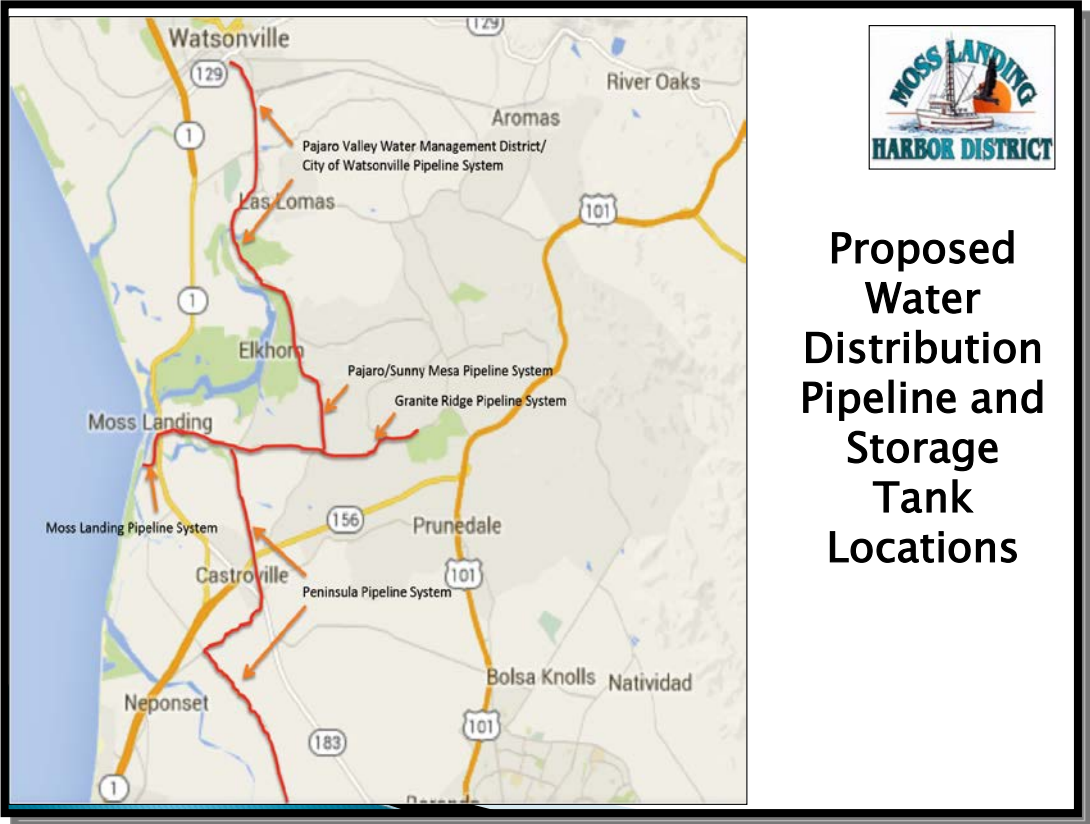 Watsonville
129
129
River Oaks
MOSS LANDING
HARBOR DISTRICT
Aromas
1
Pajaro Valley Water Management District/
City of Watsonville Pipeline System
Las Lomas
101
Proposed
Water
Distribution
Pipeline and
Storage
Tank
Locations
1
Elkhorn
Pajaro/Sunny Mesa Pipeline System
Granite Ridge Pipeline System
Moss Landing
Moss Landing Pipeline System
156
Prunedale
Castroville
101
Peninsula Pipeline System
Bolsa Knolls
Natividad
Neponset
101
183
1